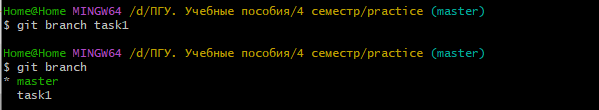 Home@Home MINGW64 /d/ПГУ. Учебные пособия/4 семестр/practice (master)
$ git branch task1
Home@Home MINGW64 /d/ПГУ. Учебные пособия/4 семестр/practice (master)
$ git branch
* master
  task1